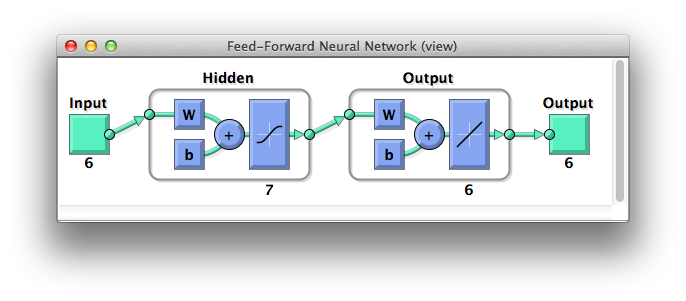 Feed-Forward Neural Network (view)
Hidden
Output
Input
Output
W
W
+
+
b
b
6
6
7
6